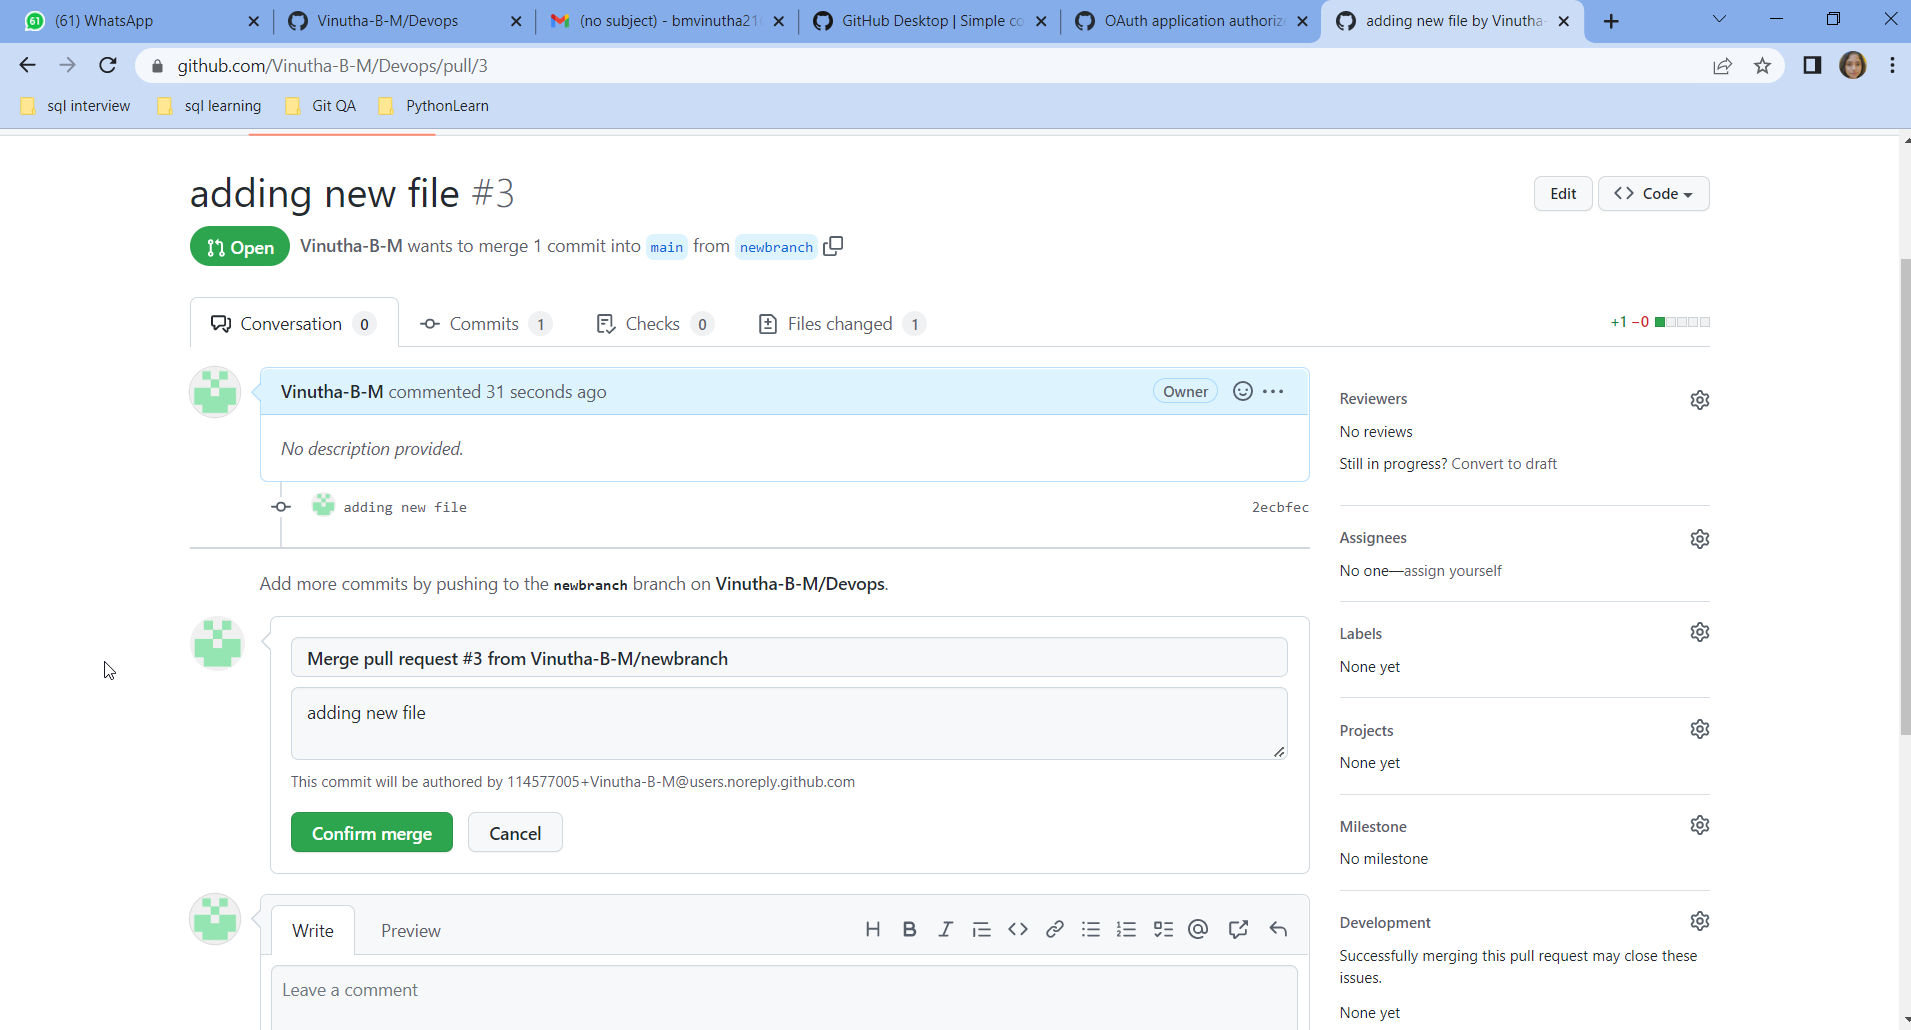 (61) WhatsApp
Vinutha-B-M/Devops
(no subject) - bmvinutha21
GitHub Desktop | Simple co
OAuth application authoriz
adding new file by Vinutha-
github.com/Vinutha-B-M/Devops/pull/3
sql interview
sql learning
Git QA
PythonLearn
adding new file #3
Edit
Code
Open
Vinutha-B-M wants to merge 1 commit into main from newbranch
Conversation 0
Commits 1
Checks 0
Files changed 1
+1 −0
Vinutha-B-M commented 31 seconds ago
Owner
No description provided.
adding new file
2ecbfec
Add more commits by pushing to the newbranch branch on Vinutha-B-M/Devops.
Merge pull request #3 from Vinutha-B-M/newbranch
adding new file
This commit will be authored by 114577005+Vinutha-B-M@users.noreply.github.com
Confirm merge
Cancel
Write
Preview
Leave a comment
Reviewers
No reviews
Still in progress? Convert to draft
Assignees
No one—assign yourself
Labels
None yet
Projects
None yet
Milestone
No milestone
Development
Successfully merging this pull request may close these
issues.
None yet